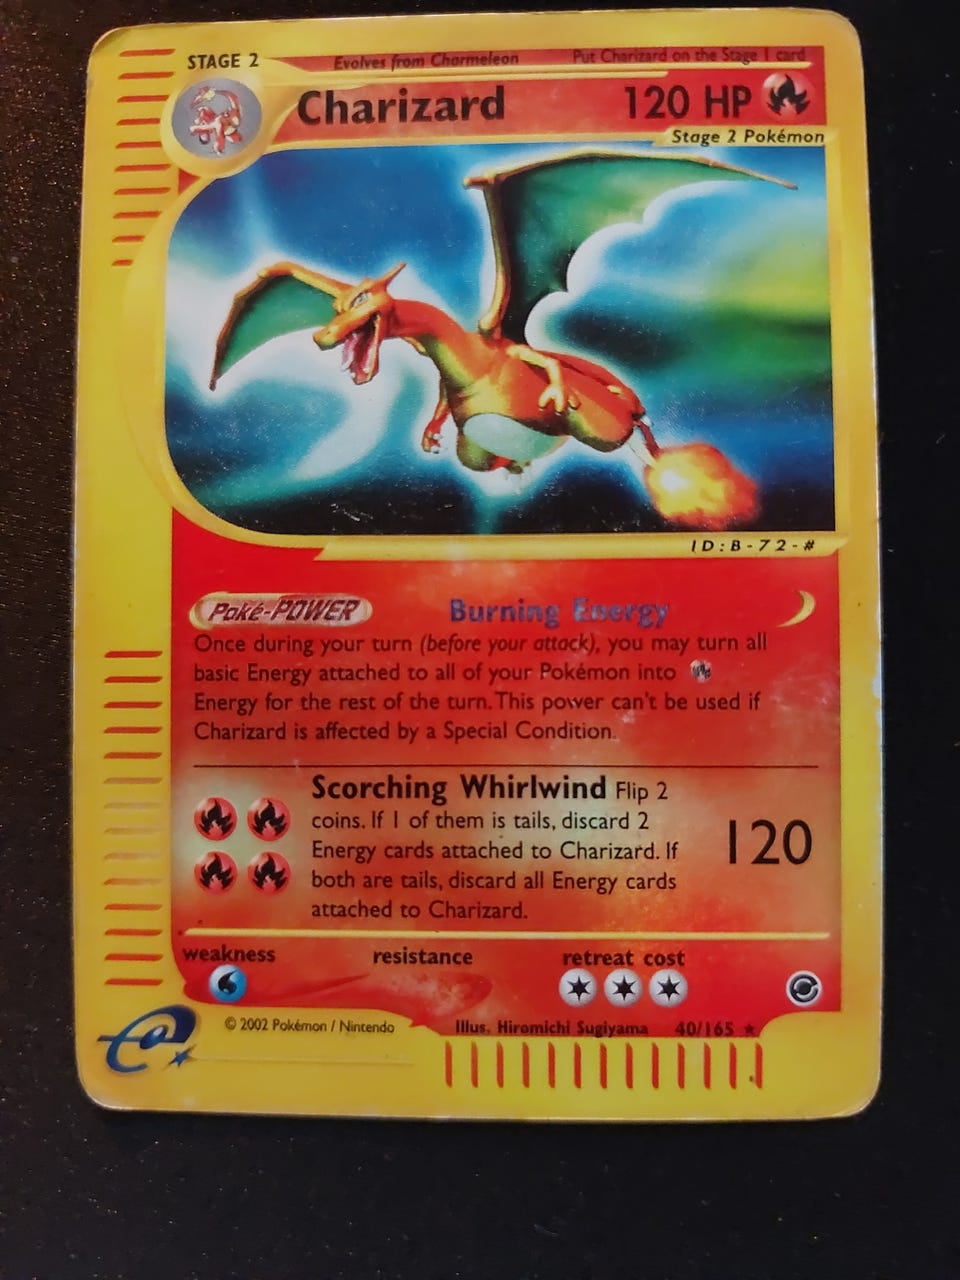 STAGE 2 Evolves from Charmeleon Put Charizard on the Stage 1 card
Charizard 120 HP
Stage 2 Pokémon
ID:B-72-#
Poké-POWER Burning Energy
Once during your turn (before your attack), you may turn all
basic Energy attached to all of your Pokémon into
Energy for the rest of the turn. This power can't be used if
Charizard is affected by a Special Condition.
Scorching Whirlwind Flip 2
coins. If 1 of them is tails, discard 2
Energy cards attached to Charizard. If
both are tails, discard all Energy cards
attached to Charizard.
120
weakness resistance retreat cost
e
© 2002 Pokémon / Nintendo Illus. Hiromichi Sugiyama 40/165 ★